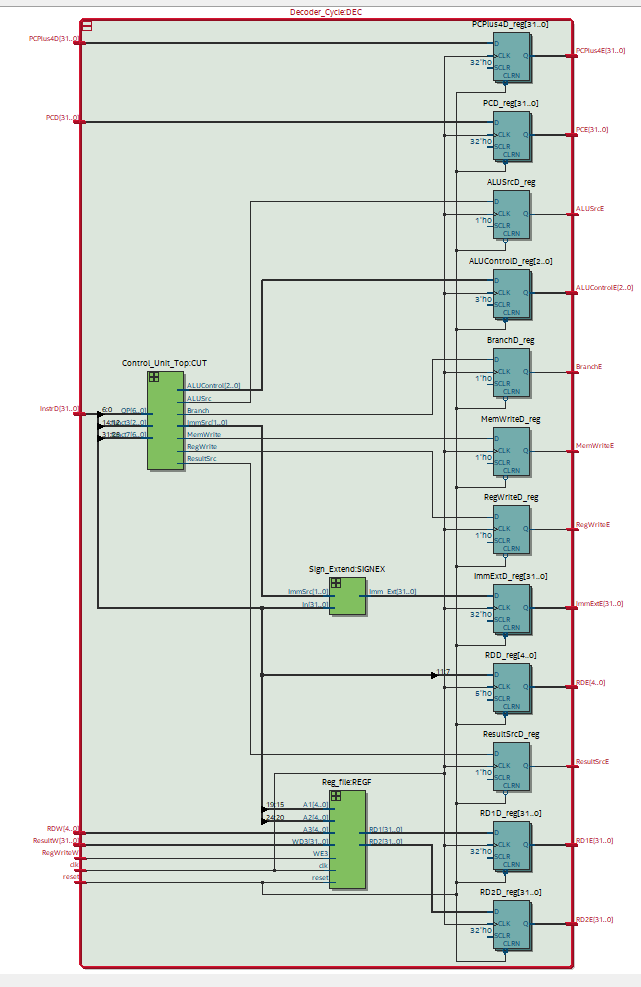 Decoder_Cycle:DEC
PCPlus4D_reg[31..0]
PCPlus4D[31..0]
D
PCPlus4E[31..0]
CLK
Q
32'h0
SCLR
CLRN
PCD_reg[31..0]
PCD[31..0]
D
PCE[31..0]
CLK
Q
32'h0
SCLR
CLRN
ALUSrcD_reg
D
ALUSrcE
CLK
Q
1'h0
SCLR
CLRN
ALUControlD_reg[2..0]
D
ALUControlE[2..0]
CLK
Q
3'h0
SCLR
CLRN
BranchD_reg
D
BranchE
CLK
Q
1'h0
SCLR
CLRN
Control_Unit_Top:CUT
ALUControl[2..0]
ALUSrc
InstrD[31..0]
6:0
OP[6..0]
Branch
ImmSrc[1..0]
MemWrite
RegWrite
ResultSrc
MemWriteD_reg
D
MemWriteE
CLK
Q
1'h0
SCLR
CLRN
RegWriteD_reg
D
RegWriteE
CLK
Q
1'h0
SCLR
CLRN
Sign_Extend:SIGNEX
ImmSrc[1..0]
Imm_Ext[31..0]
In[31..0]
ImmExtD_reg[31..0]
D
ImmExtE[31..0]
CLK
Q
32'h0
SCLR
CLRN
RDD_reg[4..0]
11:7
D
RDE[4..0]
CLK
Q
5'h0
SCLR
CLRN
ResultSrcD_reg
D
ResultSrcE
CLK
Q
1'h0
SCLR
CLRN
Reg_file:REGF
19:15
A1[4..0]
24:20
A2[4..0]
RDW[4..0]
A3[4..0]
RD1[31..0]
ResultW[31..0]
WD3[31..0]
RD2[31..0]
RegWriteW
WE3
clk
clk
reset
reset
RD1D_reg[31..0]
D
RD1E[31..0]
CLK
Q
32'h0
SCLR
CLRN
RD2D_reg[31..0]
D
RD2E[31..0]
CLK
Q
32'h0
SCLR
CLRN